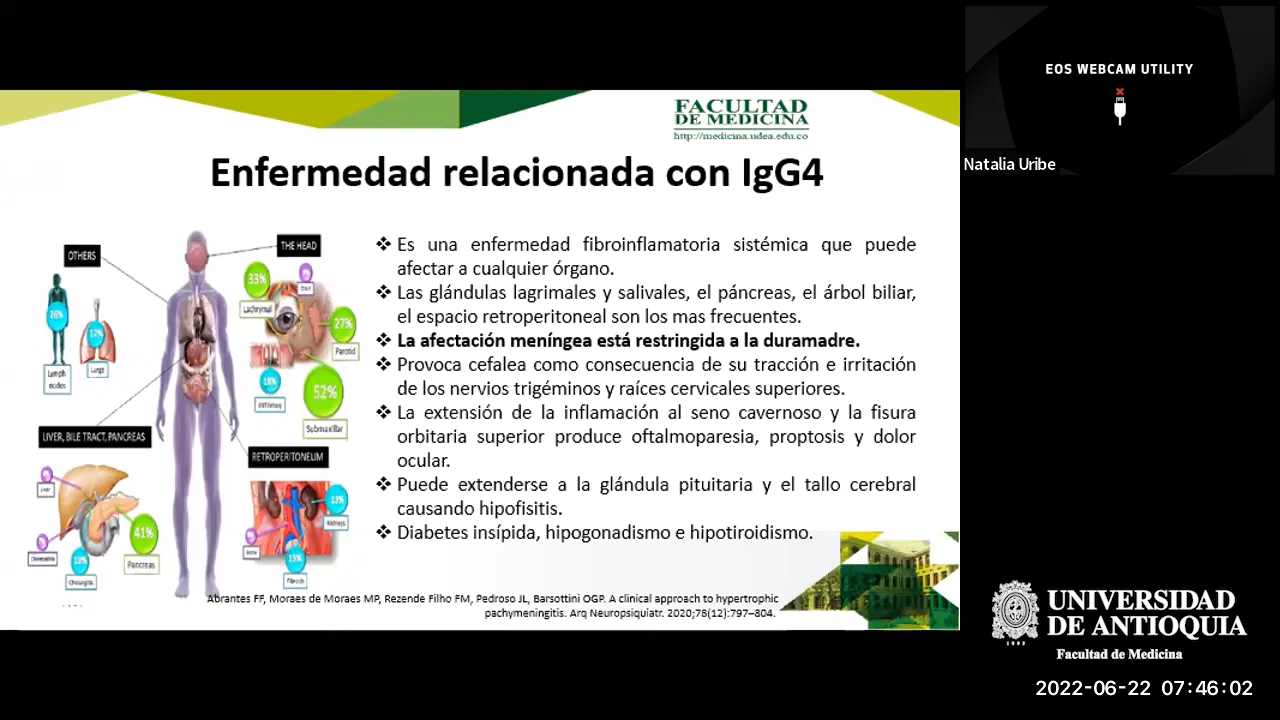 EOS WEBCAM UTILITY
Natalia Uribe
FACULTAD
DE MEDICINA
http://medicina.udea.edu.co
Enfermedad relacionada con IgG4
OTHERS
THE HEAD
33%
Lachrymal
27%
Parotid
52%
Submaxillar
12%
Lungs
Lymph
nodes
LIVER, BILE TRACT, PANCREAS
RETROPERITONEUM
Liver
41%
Pancreas
Cholangitis
13%
Kidneys
13%
Fibrosis
❖ Es una enfermedad fibroinflamatoria sistémica que puede
afectar a cualquier órgano.
❖ Las glándulas lagrimales y salivales, el páncreas, el árbol biliar,
el espacio retroperitoneal son los mas frecuentes.
❖ La afectación meníngea está restringida a la duramadre.
❖ Provoca cefalea como consecuencia de su tracción e irritación
de los nervios trigéminos y raíces cervicales superiores.
❖ La extensión de la inflamación al seno cavernoso y la fisura
orbitaria superior produce oftalmoparesia, proptosis y dolor
ocular.
❖ Puede extenderse a la glándula pituitaria y el tallo cerebral
causando hipofisitis.
❖ Diabetes insípida, hipogonadismo e hipotiroidismo.
Abrantes FF, Moraes de Moraes MP, Rezende Filho FM, Pedroso JL, Barsottini OGP. A clinical approach to hypertrophic
pachymeningitis. Arq Neuropsiquiatr. 2020;78(12):797–804.
UNIVERSIDAD
DE ANTIOQUIA
1803
Facultad de Medicina
2022-06-22 07:46:02